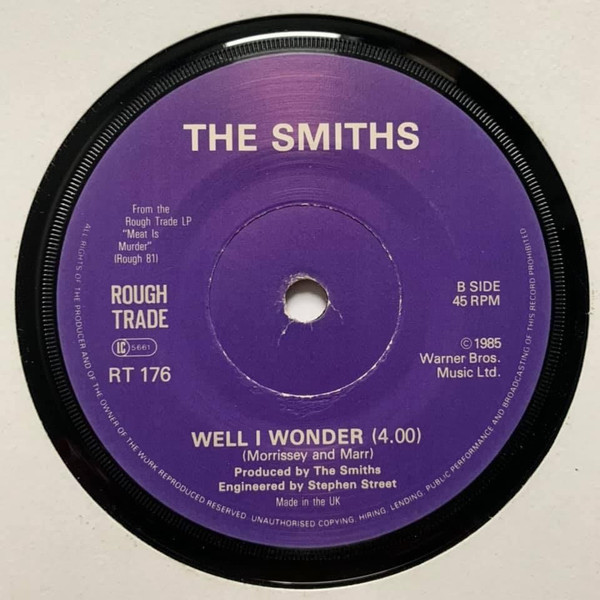 THE SMITHS
From the
Rough Trade LP
"Meat Is
Murder"
(Rough 81)
ROUGH
TRADE
LC 5661
RT 176
B SIDE
45 RPM
©1985
Warner Bros.
Music Ltd.
WELL I WONDER (4.00)
(Morrissey and Marr)
Produced by The Smiths
Engineered by Stephen Street
Made in the UK
ALL RIGHTS OF THE PRODUCER AND OF THE OWNER OF THE WORK REPRODUCED RESERVED. UNAUTHORISED COPYING, HIRING, LENDING, PUBLIC PERFORMANCE AND BROADCASTING OF THIS RECORD PROHIBITED